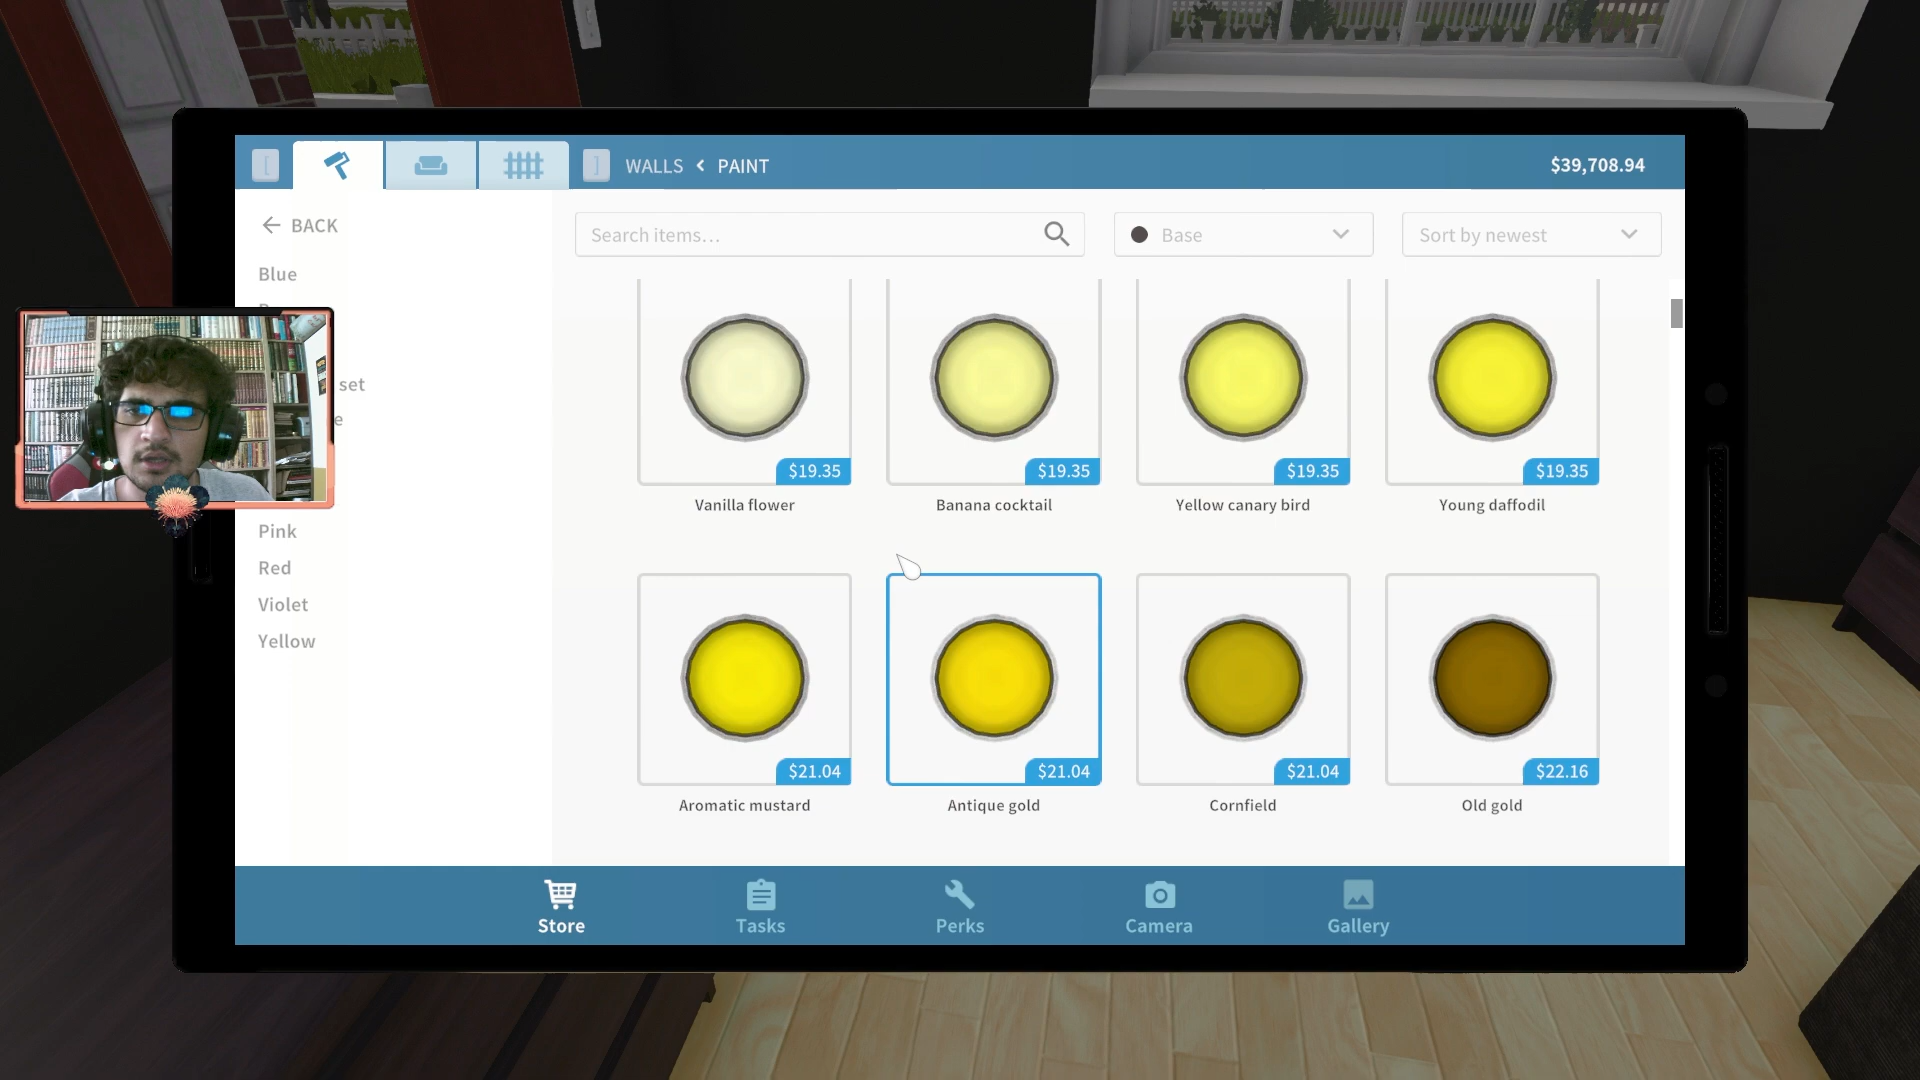 [
]
WALLS < PAINT
$39,708.94
BACK
Search items...
Base
Sort by newest
Blue
set
e
Pink
Red
Violet
Yellow
$19.35
$19.35
$19.35
$19.35
Vanilla flower
Banana cocktail
Yellow canary bird
Young daffodil
$21.04
$21.04
$21.04
$22.16
Aromatic mustard
Antique gold
Cornfield
Old gold
Store
Tasks
Perks
Camera
Gallery